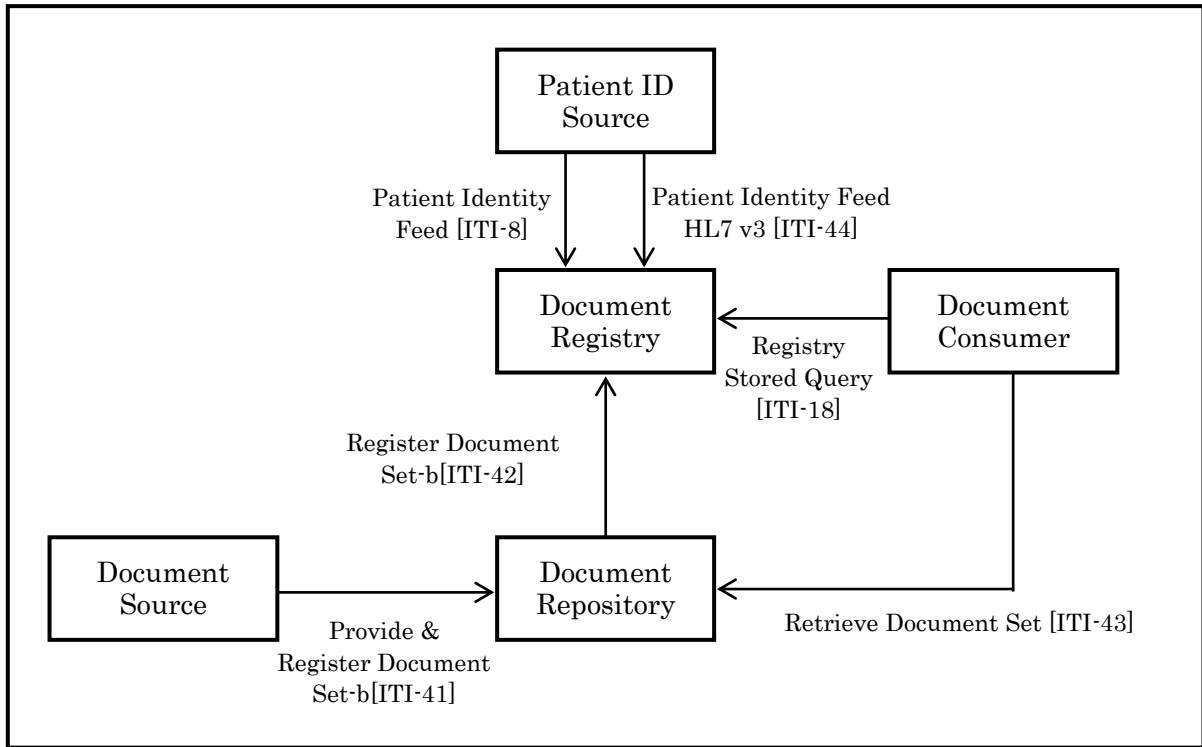 Patient ID
Source
Patient Identity
Feed [ITI-8]
Patient Identity Feed
HL7 v3 [ITI-44]
Document
Registry
Document
Consumer
Registry
Stored Query
[ITI-18]
Register Document
Set-b[ITI-42]
Document
Source
Document
Repository
Provide &
Register Document
Set-b[ITI-41]
Retrieve Document Set [ITI-43]